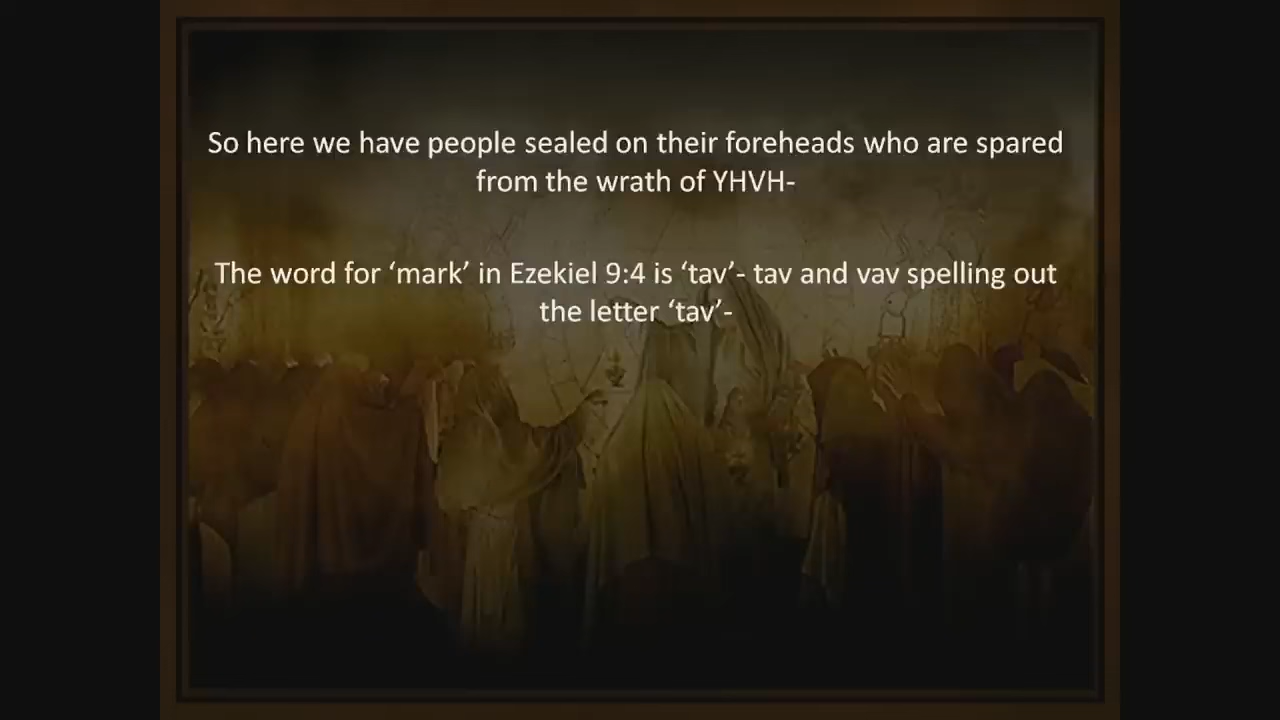 So here we have people sealed on their foreheads who are spared
from the wrath of YHVH-
The word for ‘mark’ in Ezekiel 9:4 is ‘tav’- tav and vav spelling out
the letter ‘tav’-